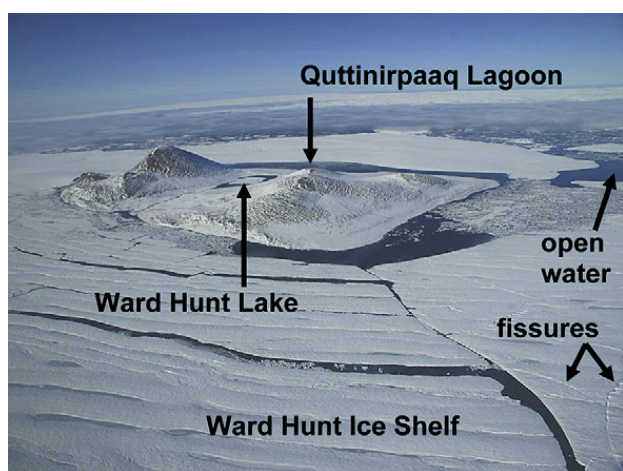 Quttinirpaaq Lagoon
open
water
Ward Hunt Lake
fissures
Ward Hunt Ice Shelf